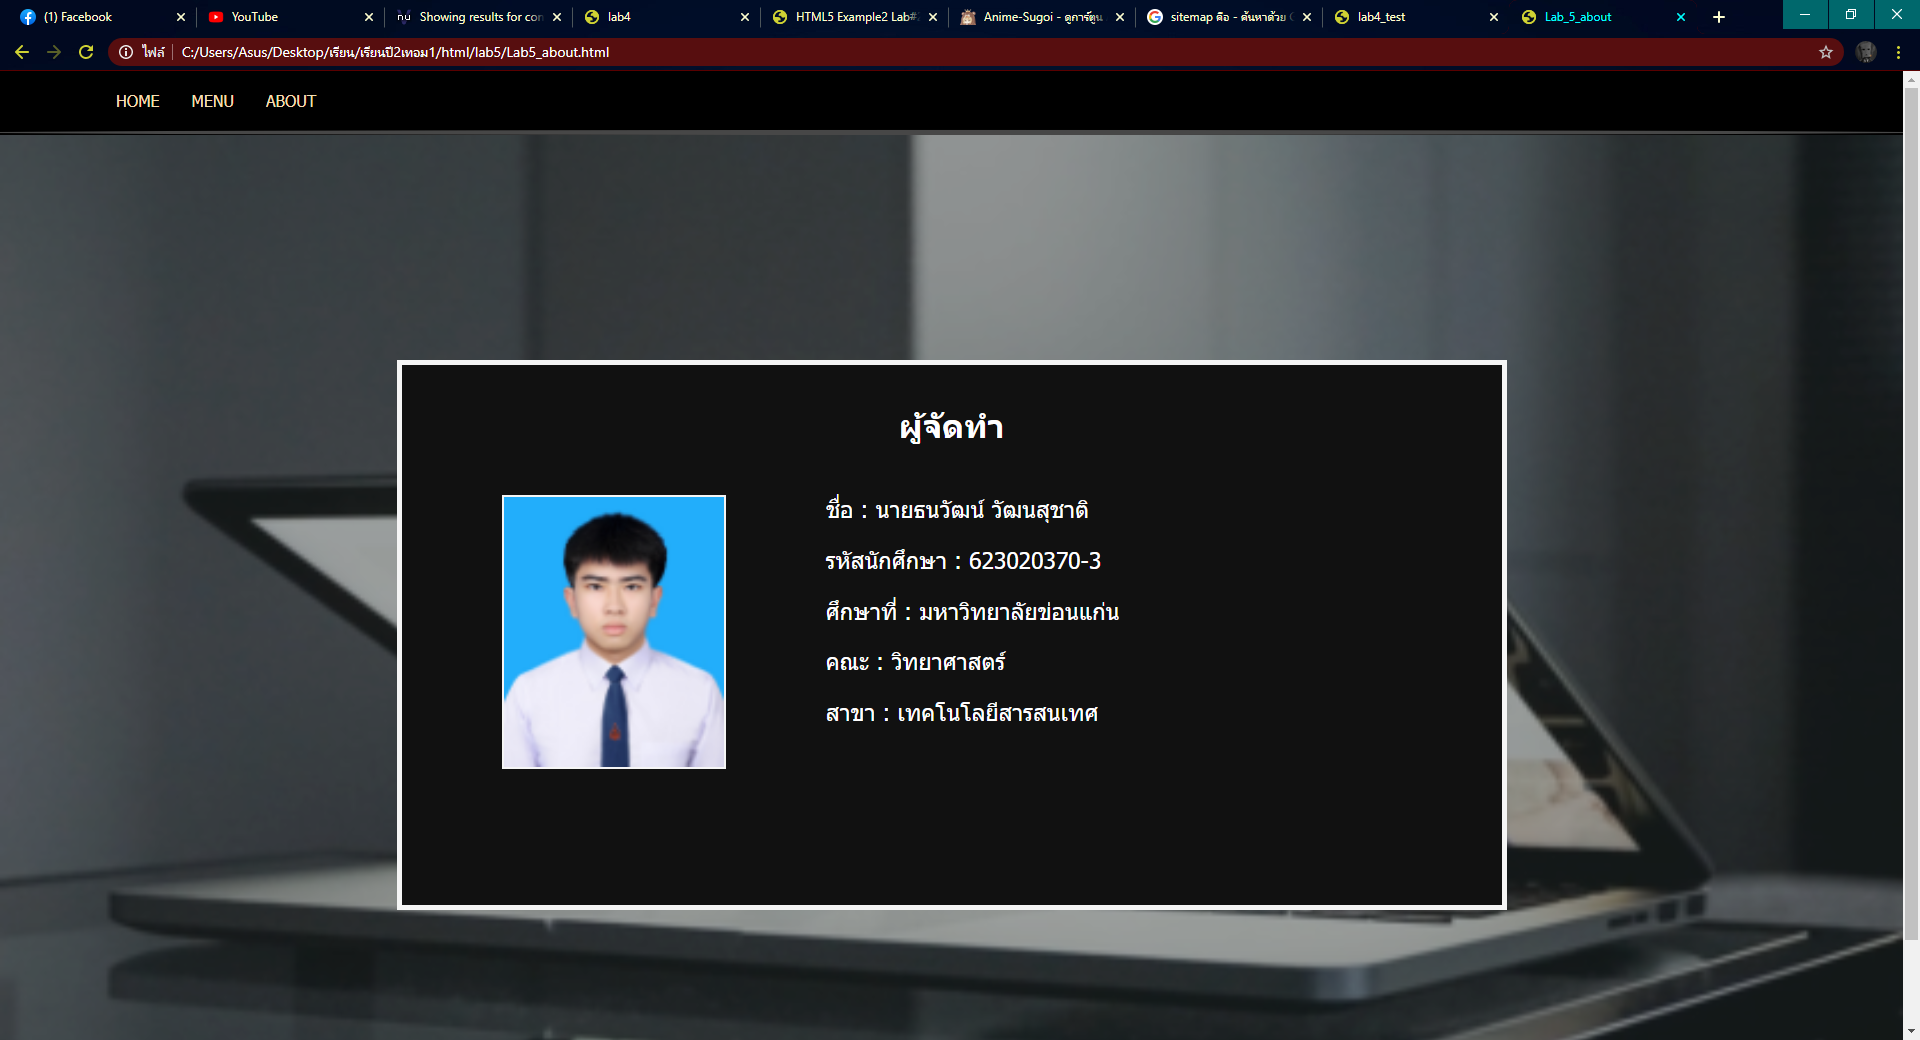 (1) Facebook
YouTube
Showing results for con
lab4
HTML5 Example2 Lab#
Anime-Sugoi - ดูการ์ตูน
sitemap คือ - ค้นหาด้วย
lab4_test
Lab_5_about
ไฟล์ C:/Users/Asus/Desktop/เรียน/เรียนปี2เทอม1/html/lab5/Lab5_about.html
HOME MENU ABOUT
ผู้จัดทำ
ชื่อ : นายธนวัฒน์ วัฒนสุชาติ
รหัสนักศึกษา : 623020370-3
ศึกษาที่ : มหาวิทยาลัยข่อนแก่น
คณะ : วิทยาศาสตร์
สาขา : เทคโนโลยีสารสนเทศ